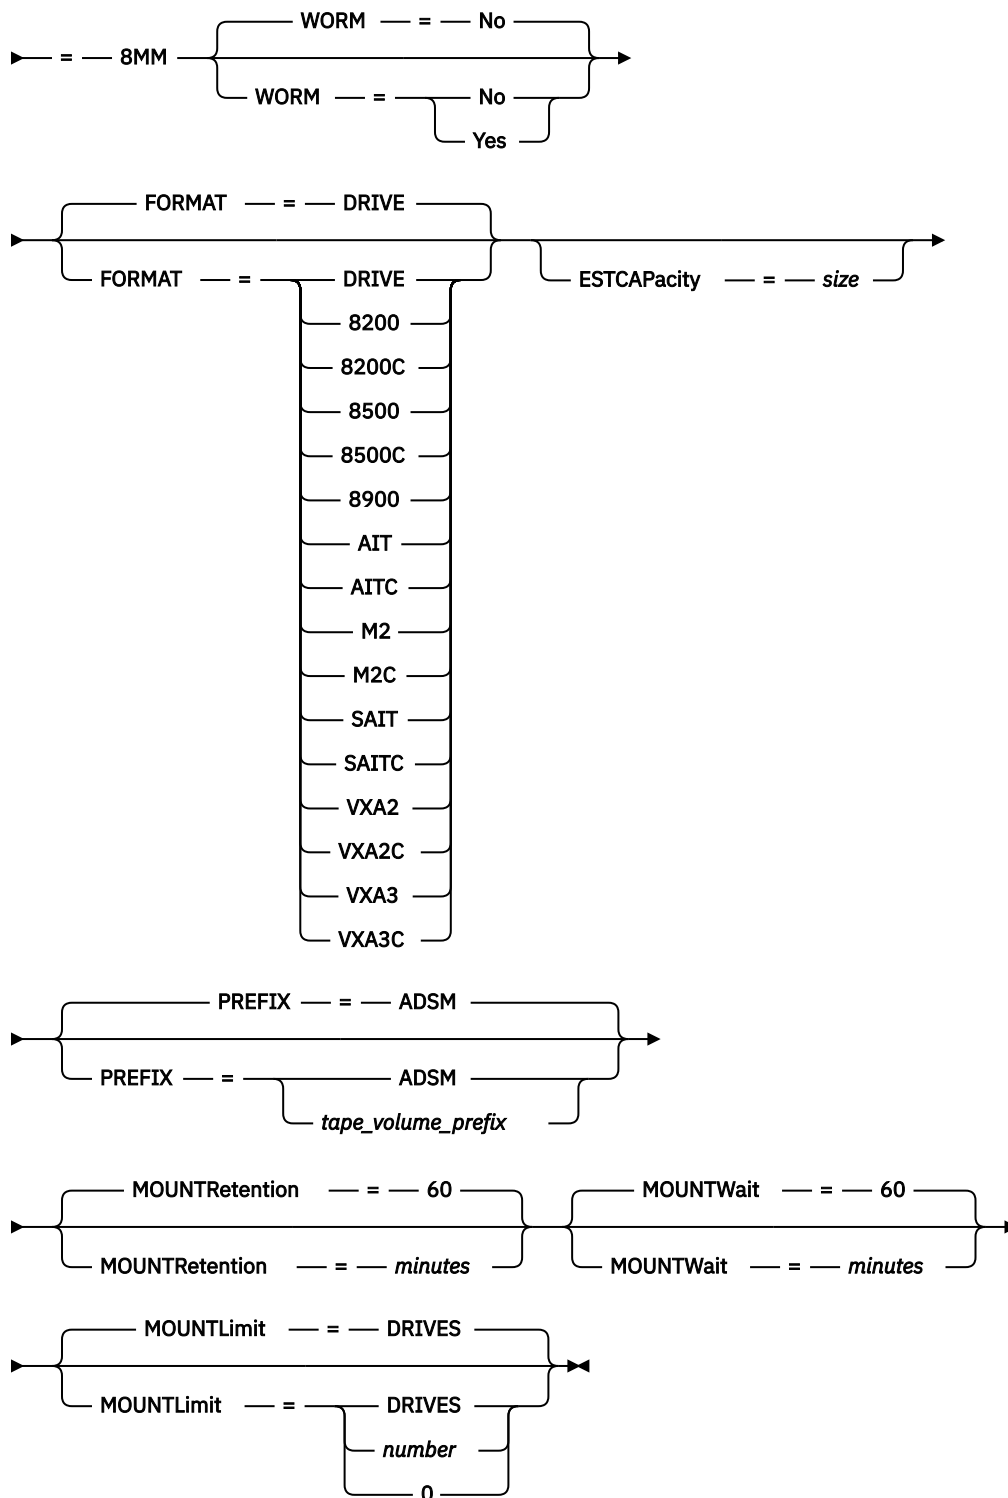 WORM = No
= 8MM
WORM = No
Yes
FORMAT = DRIVE
FORMAT = DRIVE
ESTCAPacity = size
8200
8200C
8500
8500C
8900
AIT
AITC
M2
M2C
SAIT
SAITC
VXA2
VXA2C
VXA3
VXA3C
PREFIX = ADSM
PREFIX = ADSM
tape_volume_prefix
MOUNTRetention = 60 MOUNTWait = 60
MOUNTRetention = minutes MOUNTWait = minutes
MOUNTLimit = DRIVES
MOUNTLimit = DRIVES
number
0